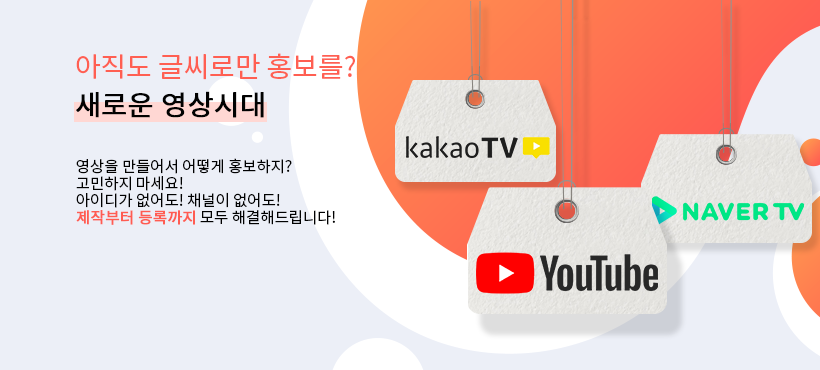 아직도 글씨로만 홍보를?
새로운 영상시대
영상을 만들어서 어떻게 홍보하지?
고민하지 마세요!
아이디가 없어도! 채널이 없어도!
제작부터 등록까지 모두 해결해드립니다!
kakaoTV
NAVER TV
YouTube